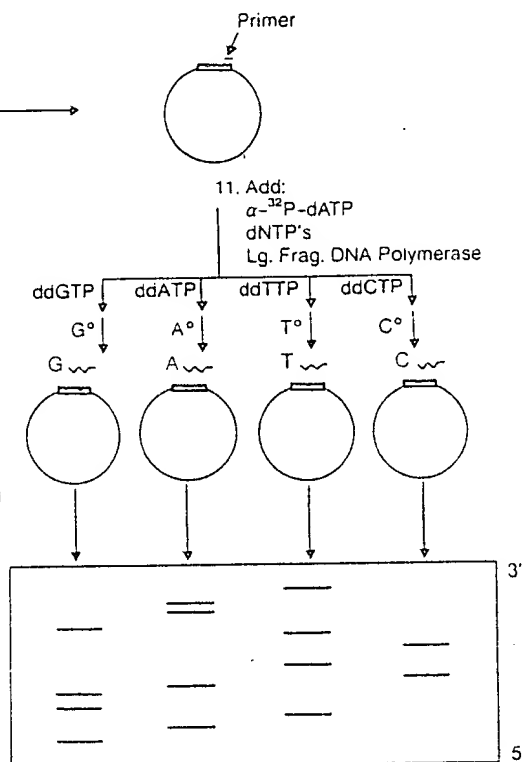 Primer
11. Add:
α-³²P-dATP
dNTP's
Lg. Frag. DNA Polymerase
ddGTP ddATP ddTTP ddCTP
G° A° T° C°
G A T C
3'
5